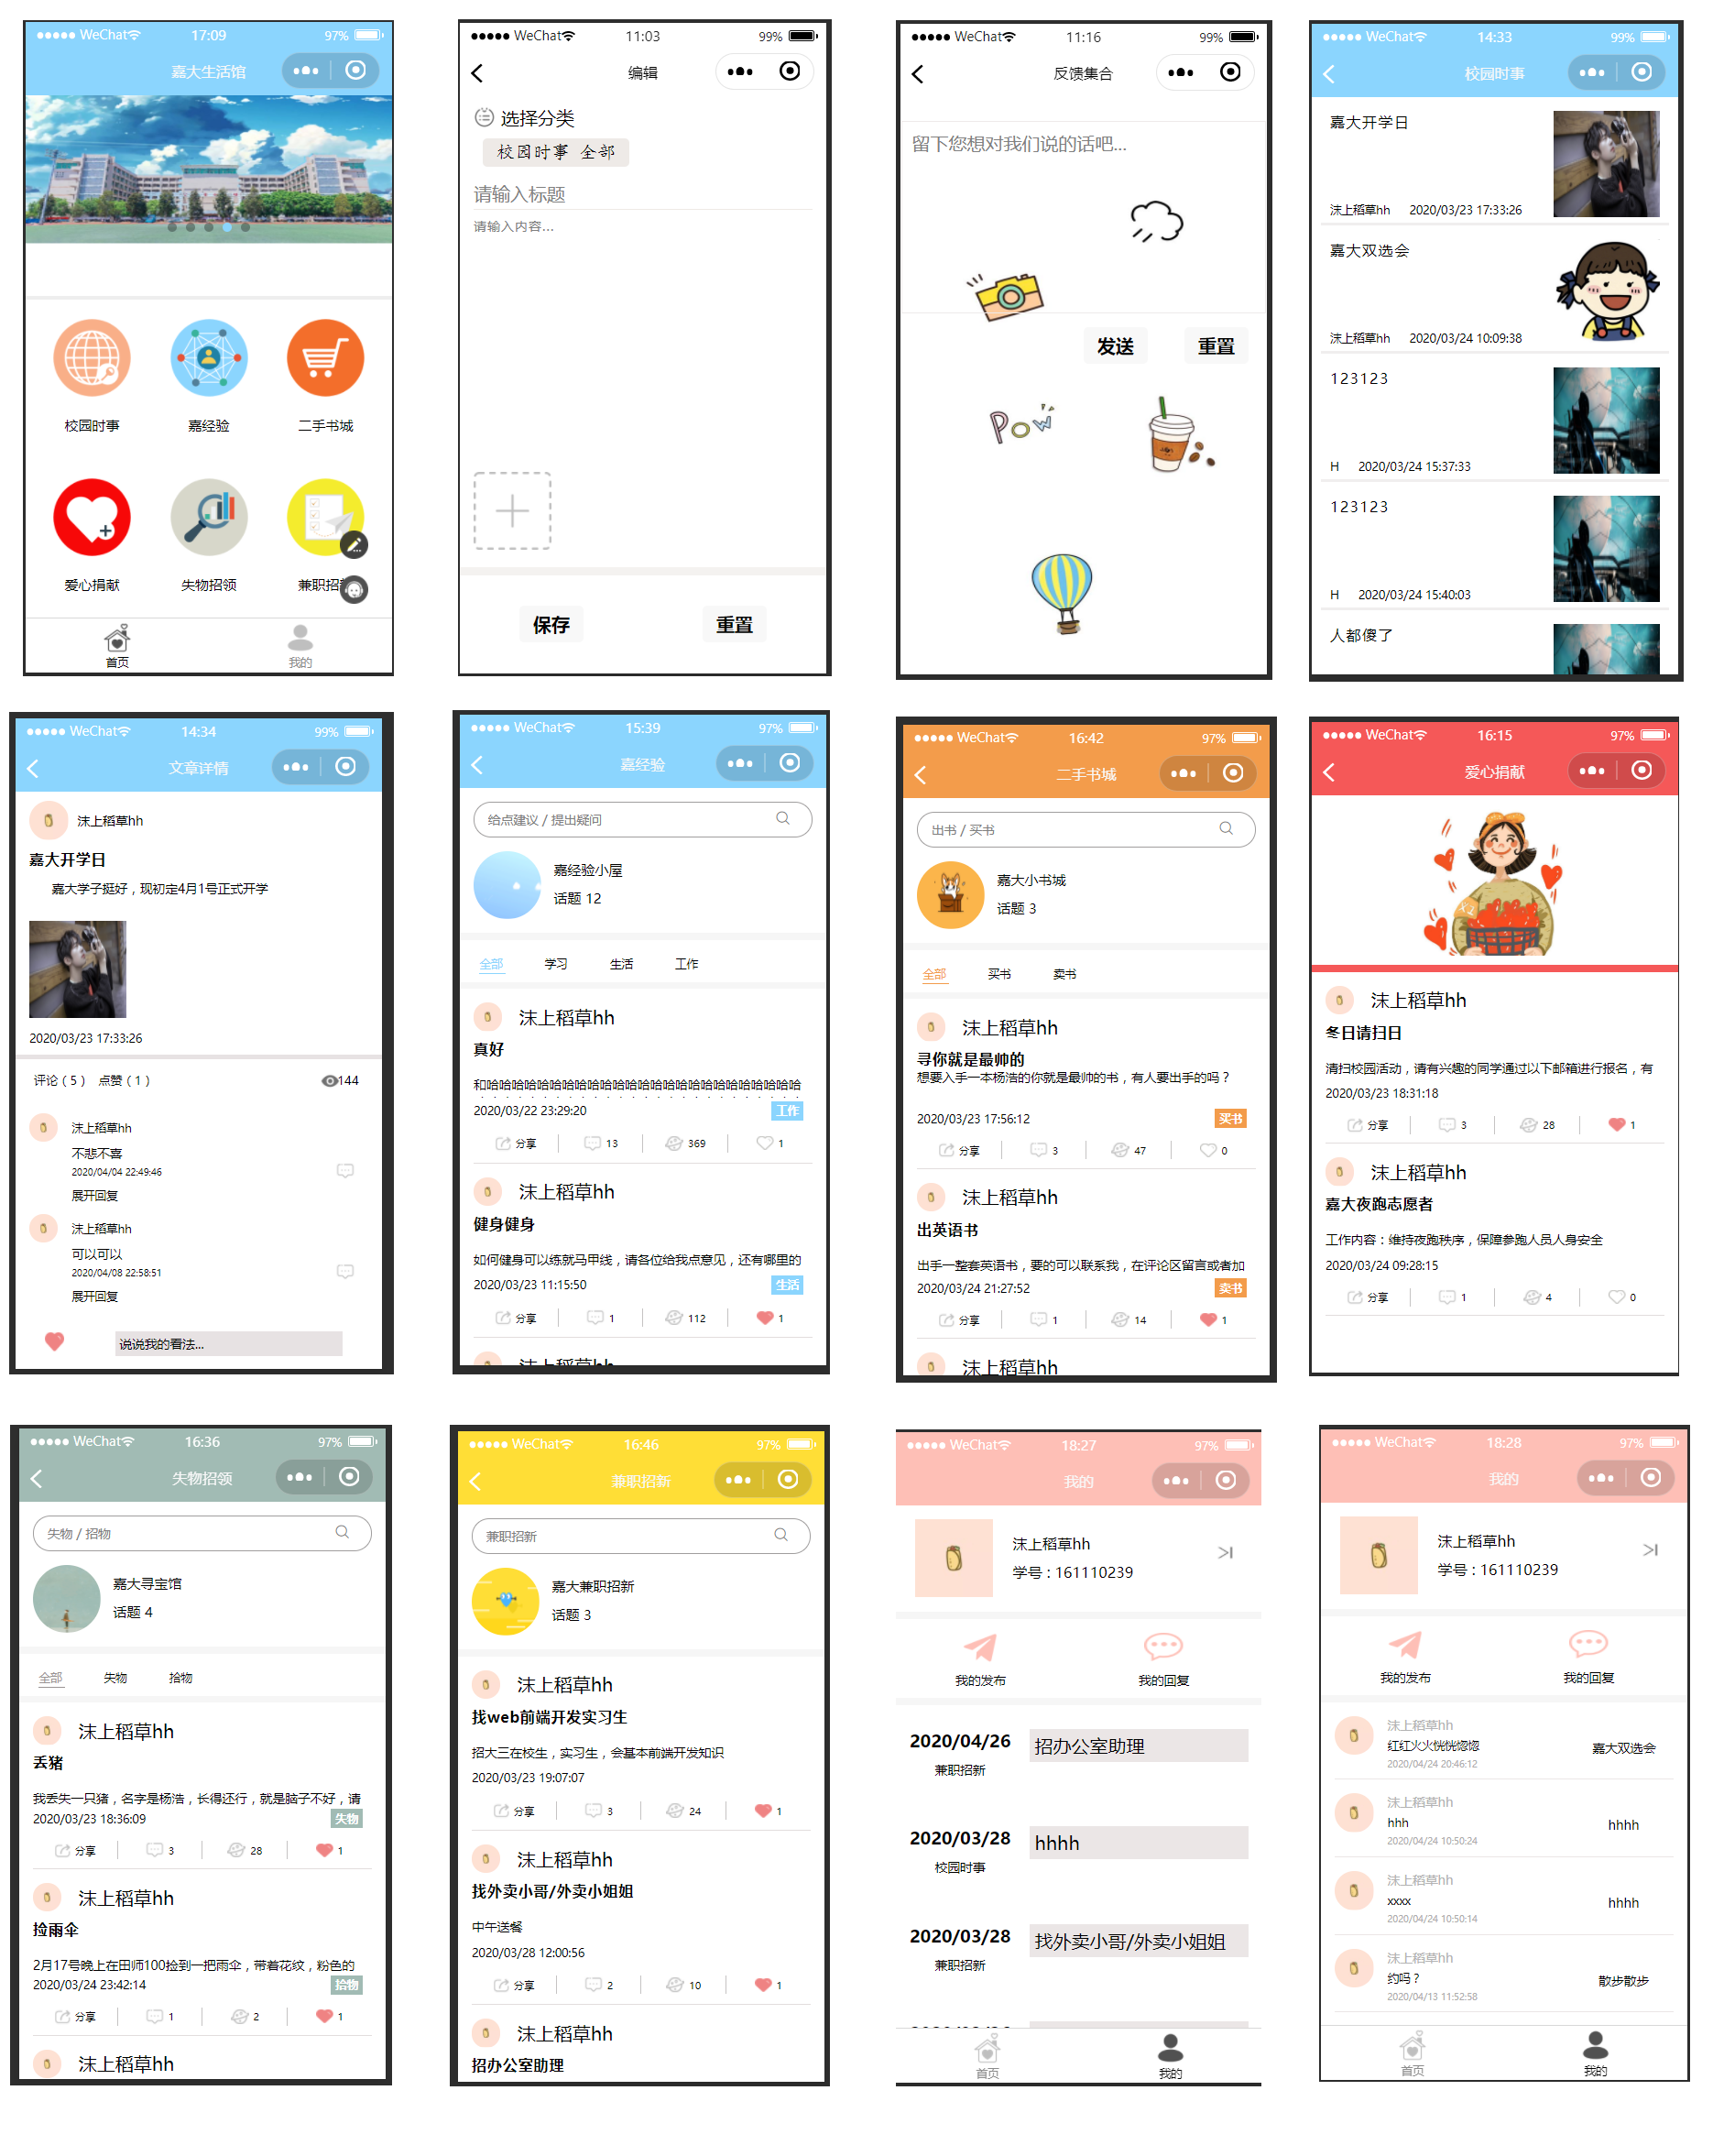 WeChat 17:09 97%
嘉大生活馆
校园时事 嘉经验 二手书城
爱心捐献 失物招领 兼职招
首页 我的
WeChat 11:03 99%
编辑
选择分类
校园时事 全部
请输入标题
请输入内容...
保存 重置
WeChat 11:16 99%
反馈集合
留下您想对我们说的话吧...
发送 重置
Pow
WeChat 14:33 99%
校园时事
嘉大开学日
沫上稻草hh 2020/03/23 17:33:26
嘉大双选会
沫上稻草hh 2020/03/24 10:09:38
123123
H 2020/03/24 15:37:33
123123
H 2020/03/24 15:40:03
人都傻了
WeChat 14:34 99%
文章详情
沫上稻草hh
嘉大开学日
嘉大学子挺好，现初定4月1号正式开学
2020/03/23 17:33:26
评论（5） 点赞（1） 144
沫上稻草hh
不悲不喜
2020/04/04 22:49:46
展开回复
沫上稻草hh
可以可以
2020/04/08 22:58:51
展开回复
说说我的看法...
WeChat 15:39 97%
嘉经验
给点建议 / 提出疑问
嘉经验小屋
话题 12
全部 学习 生活 工作
沫上稻草hh
真好
和哈哈哈哈哈哈哈哈哈哈哈哈哈哈哈哈哈哈哈哈哈哈哈哈哈
2020/03/22 23:29:20 工作
分享 13 369 1
沫上稻草hh
健身健身
如何健身可以练就马甲线，请各位给我点意见，还有哪里的
2020/03/23 11:15:50 生活
分享 1 112 1
沫上稻草hh
WeChat 16:42 97%
二手书城
出书 / 买书
嘉大小书城
话题 3
全部 买书 卖书
沫上稻草hh
寻你就是最帅的
想要入手一本杨浩的你就是最帅的书，有人要出手的吗？
2020/03/23 17:56:12 买书
分享 3 47 0
沫上稻草hh
出英语书
出手一整套英语书，要的可以联系我，在评论区留言或者加
2020/03/24 21:27:52 卖书
分享 1 14 1
沫上稻草hh
WeChat 16:15 97%
爱心捐献
沫上稻草hh
冬日请扫日
清扫校园活动，请有兴趣的同学通过以下邮箱进行报名，有
2020/03/23 18:31:18
分享 3 28 1
沫上稻草hh
嘉大夜跑志愿者
工作内容：维持夜跑秩序，保障参跑人员人身安全
2020/03/24 09:28:15
分享 1 4 0
WeChat 16:36 97%
失物招领
失物 / 招物
嘉大寻宝馆
话题 4
全部 失物 拾物
沫上稻草hh
丢猪
我丢失一只猪，名字是杨浩，长得还行，就是脑子不好，请
2020/03/23 18:36:09 失物
分享 3 28 1
沫上稻草hh
捡雨伞
2月17号晚上在田师100捡到一把雨伞，带着花纹，粉色的
2020/03/24 23:42:14 拾物
分享 1 2 1
沫上稻草hh
WeChat 16:46 97%
兼职招新
兼职招新
嘉大兼职招新
话题 3
沫上稻草hh
找web前端开发实习生
招大三在校生，实习生，会基本前端开发知识
2020/03/23 19:07:07
分享 3 24 1
沫上稻草hh
找外卖小哥/外卖小姐姐
中午送餐
2020/03/28 12:00:56
分享 2 10 1
沫上稻草hh
招办公室助理
WeChat 18:27 97%
我的
沫上稻草hh
学号：161110239
我的发布 我的回复
2020/04/26 招办公室助理
兼职招新
2020/03/28 hhhh
校园时事
2020/03/28 找外卖小哥/外卖小姐姐
兼职招新
首页 我的
WeChat 18:28 97%
我的
沫上稻草hh
学号：161110239
我的发布 我的回复
沫上稻草hh
红红火火恍恍惚惚 嘉大双选会
2020/04/24 20:46:12
沫上稻草hh
hhh hhhh
2020/04/24 10:50:24
沫上稻草hh
xxxx hhhh
2020/04/24 10:50:14
沫上稻草hh
约吗？ 散步散步
2020/04/13 11:52:58
首页 我的